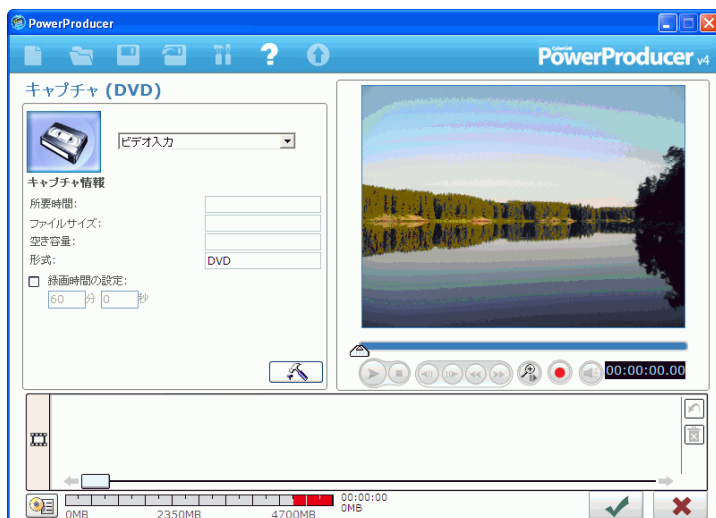 PowerProducer
CyberLink
PowerProducer v4
キャプチャ (DVD)
ビデオ入力
キャプチャ情報
所要時間:
ファイルサイズ:
空き容量:
形式:
DVD
録画時間の設定:
60 分 0 秒
00:00:00.00
00:00:00
0MB
0MB 2350MB 4700MB